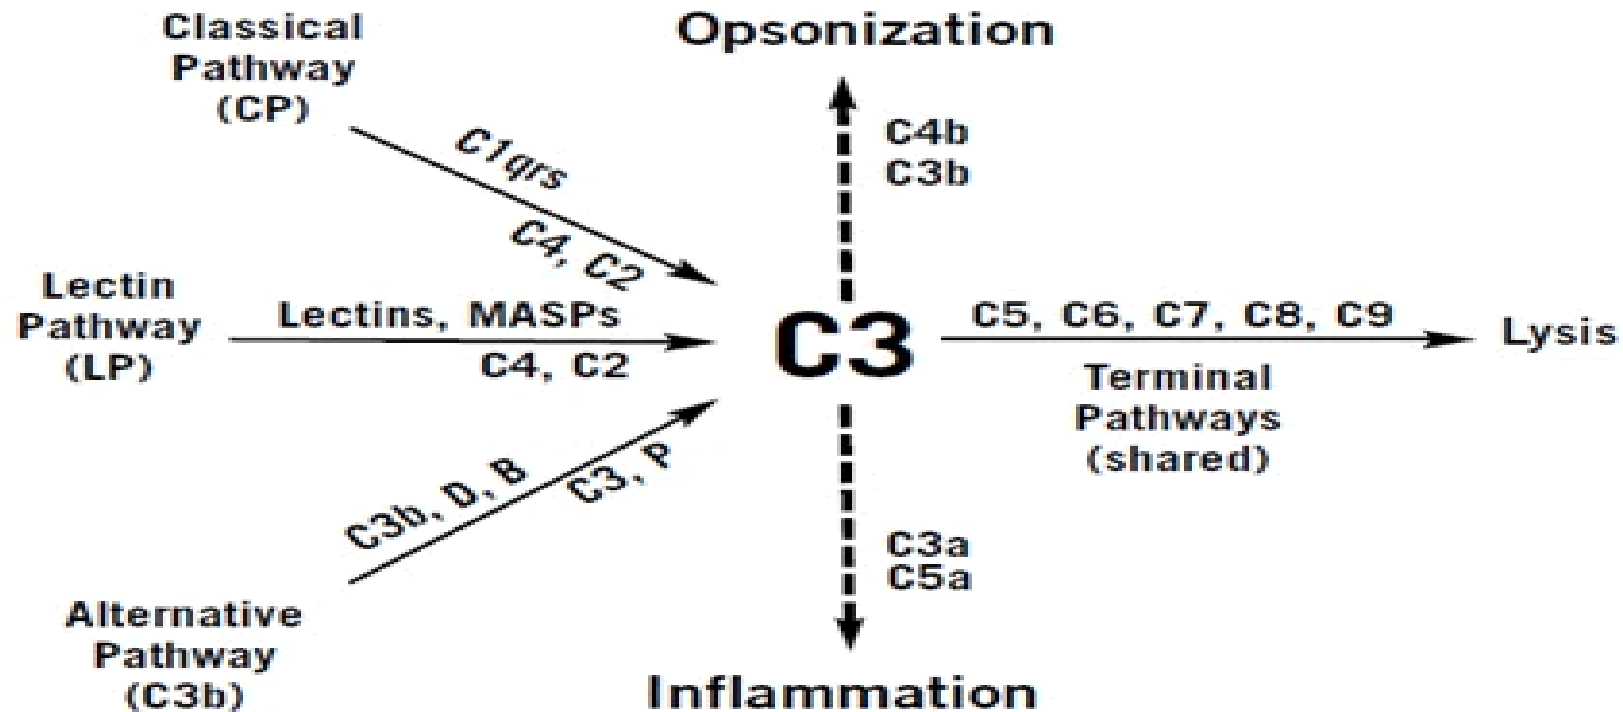 Classical
Pathway
(CP)
C1qrs
C4, C2
Opsonization
C4b
C3b
Lectin
Pathway
(LP)
Lectins, MASPs
C4, C2
C3
C5, C6, C7, C8, C9
Terminal
Pathways
(shared)
Lysis
C3b, D, B
C3, P
Alternative
Pathway
(C3b)
C3a
C5a
Inflammation